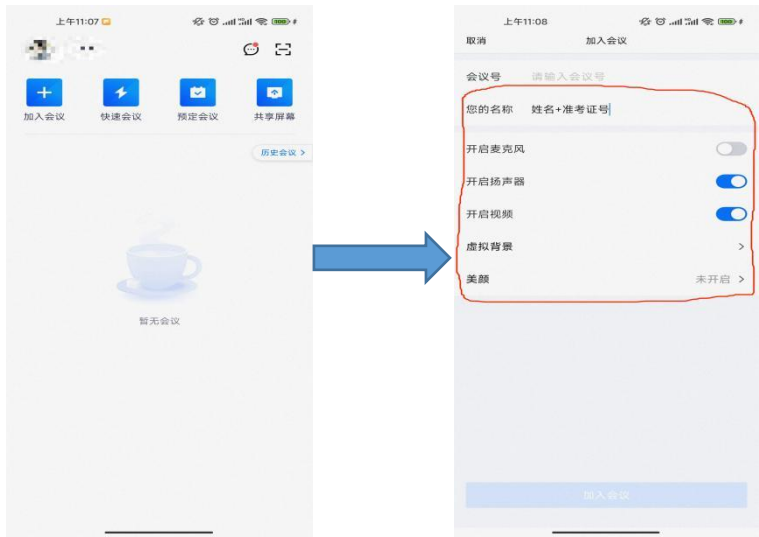 上午11:07
加入会议 快速会议 预定会议 共享屏幕
历史会议 >
暂无会议
上午11:08
取消 加入会议
会议号 请输入会议号
您的名称 姓名+准考证号
开启麦克风
开启扬声器
开启视频
虚拟背景 >
美颜 未开启 >
加入会议